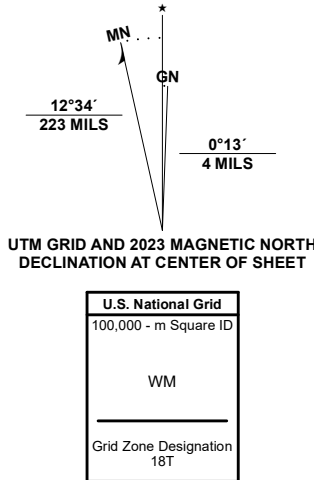 ★
MN
GN
12°34´
223 MILS
0°13´
4 MILS
UTM GRID AND 2023 MAGNETIC NORTH
DECLINATION AT CENTER OF SHEET
U.S. National Grid
100,000 - m Square ID
WM
Grid Zone Designation
18T